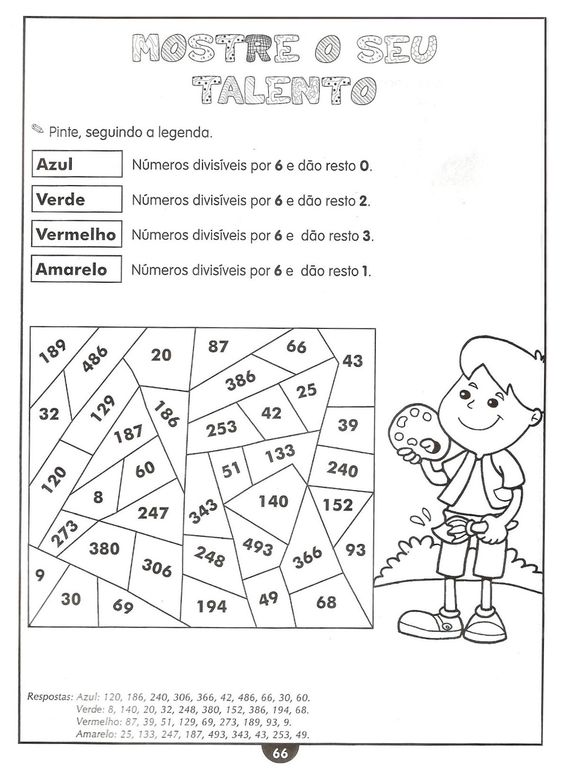 MOSTRE O SEU
TALENTO
Pinte, seguindo a legenda.
Azul Números divisíveis por 6 e dão resto 0.
Verde Números divisíveis por 6 e dão resto 2.
Vermelho Números divisíveis por 6 e dão resto 3.
Amarelo Números divisíveis por 6 e dão resto 1.
189 486 20 87 66 43
386 25
32 129 186 253 42 39
187
120 60 51 133 240
8 247 343 140 152
273
380 306 248 493 366 93
9
30 69 194 49 68
Respostas: Azul: 120, 186, 240, 306, 366, 42, 486, 66, 30, 60.
Verde: 8, 140, 20, 32, 248, 380, 152, 386, 194, 68.
Vermelho: 87, 39, 51, 129, 69, 273, 189, 93, 9.
Amarelo: 25, 133, 247, 187, 493, 343, 43, 253, 49.
66